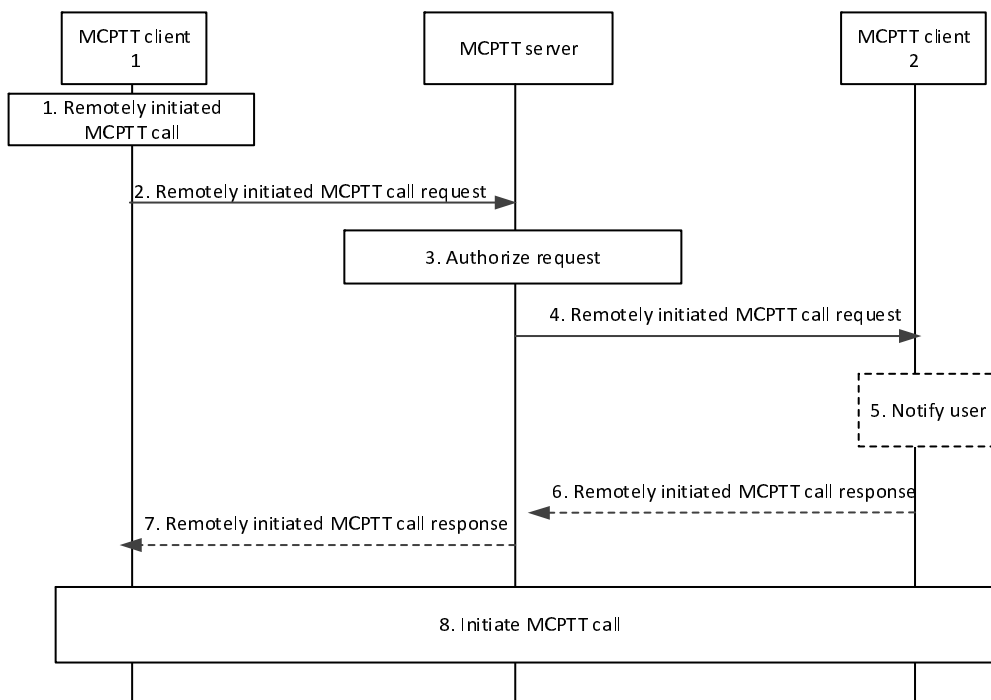 MCPTT client
1
MCPTT server
MCPTT client
2
1. Remotely initiated
MCPTT call
2. Remotely initiated MCPTT call request
3. Authorize request
4. Remotely initiated MCPTT call request
5. Notify user
6. Remotely initiated MCPTT call response
7. Remotely initiated MCPTT call response
8. Initiate MCPTT call